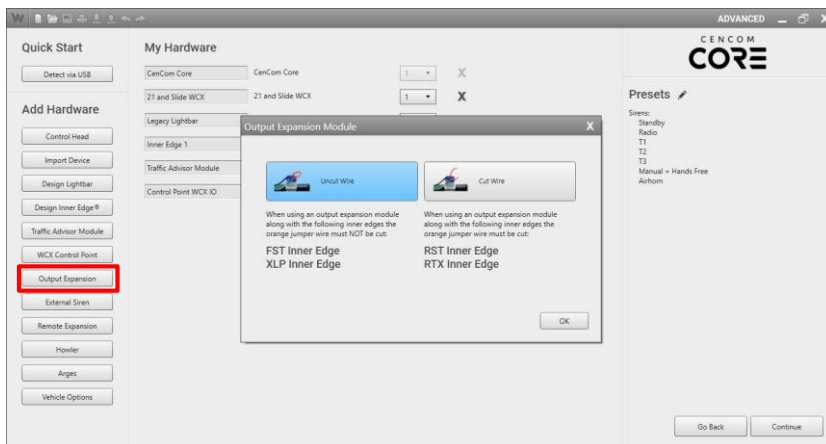 ADVANCED
Quick Start
Detect via USB
Add Hardware
Control Head
Import Device
Design Lightbar
Design Inner Edge®
Traffic Advisor Module
WCX Control Point
Output Expansion
External Siren
Remote Expansion
Howler
Arges
Vehicle Options
My Hardware
CenCom Core CenCom Core 1 X
21 and Slide WCX 21 and Slide WCX 1 X
Legacy Lightbar
Inner Edge 1
Traffic Advisor Module
Control Point WCX IO
Output Expansion Module X
Uncut Wire
When using an output expansion module
along with the following inner edges the
orange jumper wire must NOT be cut:
FST Inner Edge
XLP Inner Edge
Cut Wire
When using an output expansion module
along with the following inner edges the
orange jumper wire must be cut:
RST Inner Edge
RTX Inner Edge
OK
CENCOM
CORE
Presets
Sirens:
Standby
Radio
T1
T2
T3
Manual + Hands Free
Airhorn
Go Back
Continue